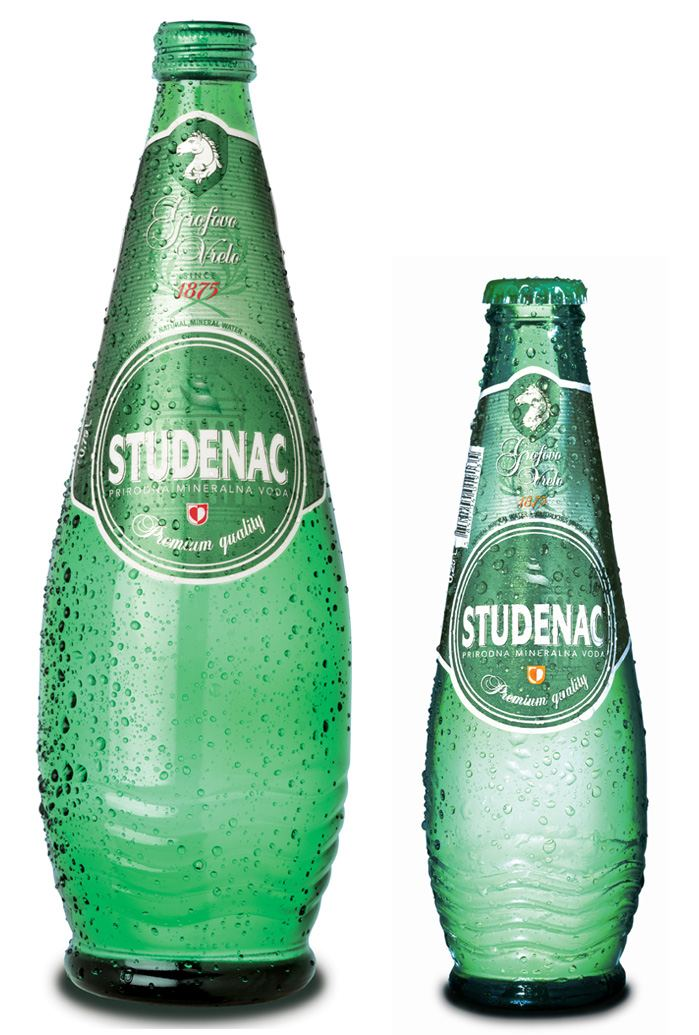 Grofovo
Vrelo
SINCE
1875
NATURAL MINERAL WATER
STUDENAC
PRIRODNA MINERALNA VODA
Premium quality
Grofovo
Vrelo
1875
STUDENAC
PRIRODNA MINERALNA VODA
Premium quality